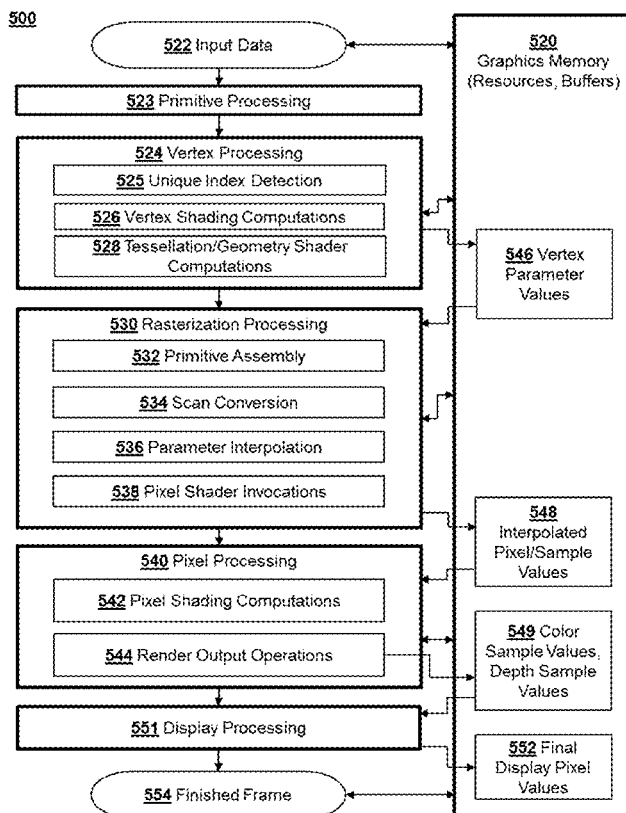 500
522 Input Data
523 Primitive Processing
524 Vertex Processing
525 Unique Index Detection
526 Vertex Shading Computations
528 Tessellation/Geometry Shader
Computations
530 Rasterization Processing
532 Primitive Assembly
534 Scan Conversion
536 Parameter Interpolation
538 Pixel Shader Invocations
540 Pixel Processing
542 Pixel Shading Computations
544 Render Output Operations
551 Display Processing
554 Finished Frame
520
Graphics Memory
(Resources, Buffers)
546 Vertex
Parameter
Values
548
Interpolated
Pixel/Sample
Values
549 Color
Sample Values,
Depth Sample
Values
552 Final
Display Pixel
Values